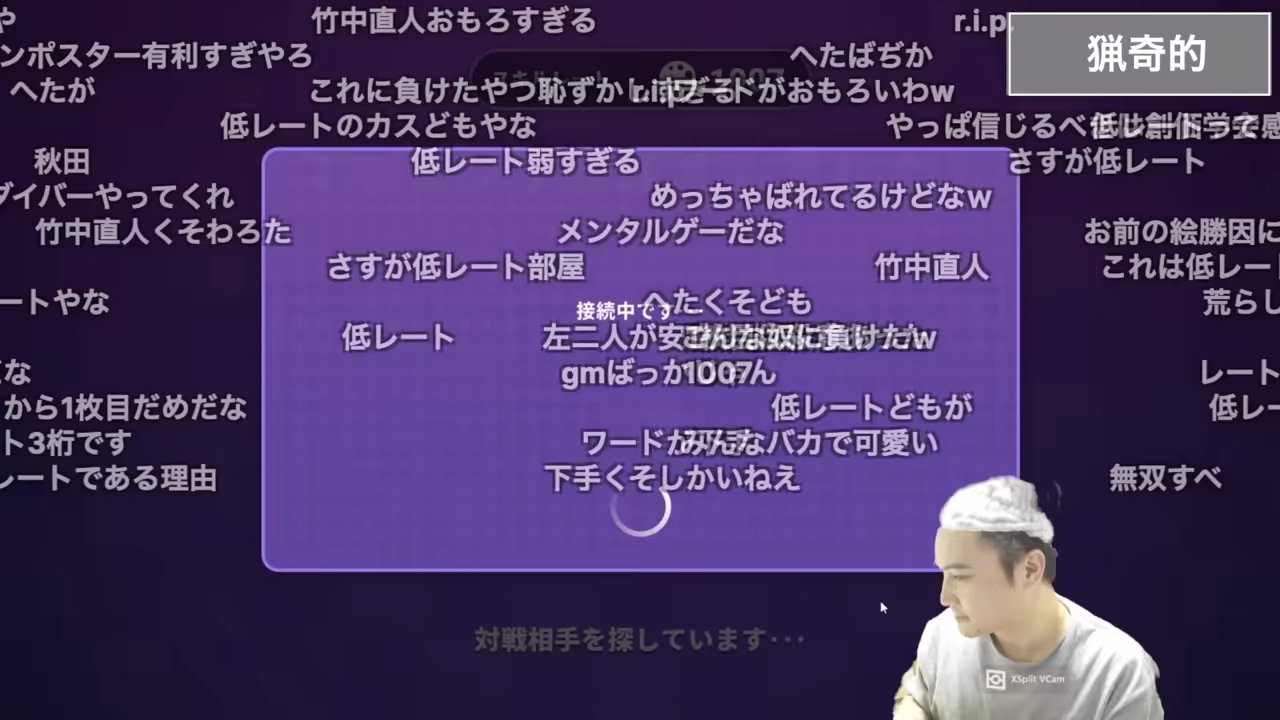 や
竹中直人おもろすぎる
r.i.p.
猟奇的
ンポスター有利すぎやろ
へたばぢか
1007
へたが
これに負けたやつ恥ずか
ドがおもろいわw
低レートのカスどもやな
やっぱ信じるべ
秋田
低レート弱すぎる
さすが低レート
ダイバーやってくれ
めっちゃばれてるけどなw
竹中直人くそわろた
メンタルゲーだな
お前の絵勝因に
さすが低レート部屋
竹中直人
これは低レー
ートやな
へたくそども
荒らし
接続中です
低レート
左二人が安
な奴に負けたw
な
gmばっか
1007
ん
レート
から1枚目だめだな
低レートどもが
低レー
ト3桁です
ワードが
みんなバカで可愛い
レートである理由
下手くそしかいねえ
無双すべ
対戦相手を探しています···
XSplit VCam